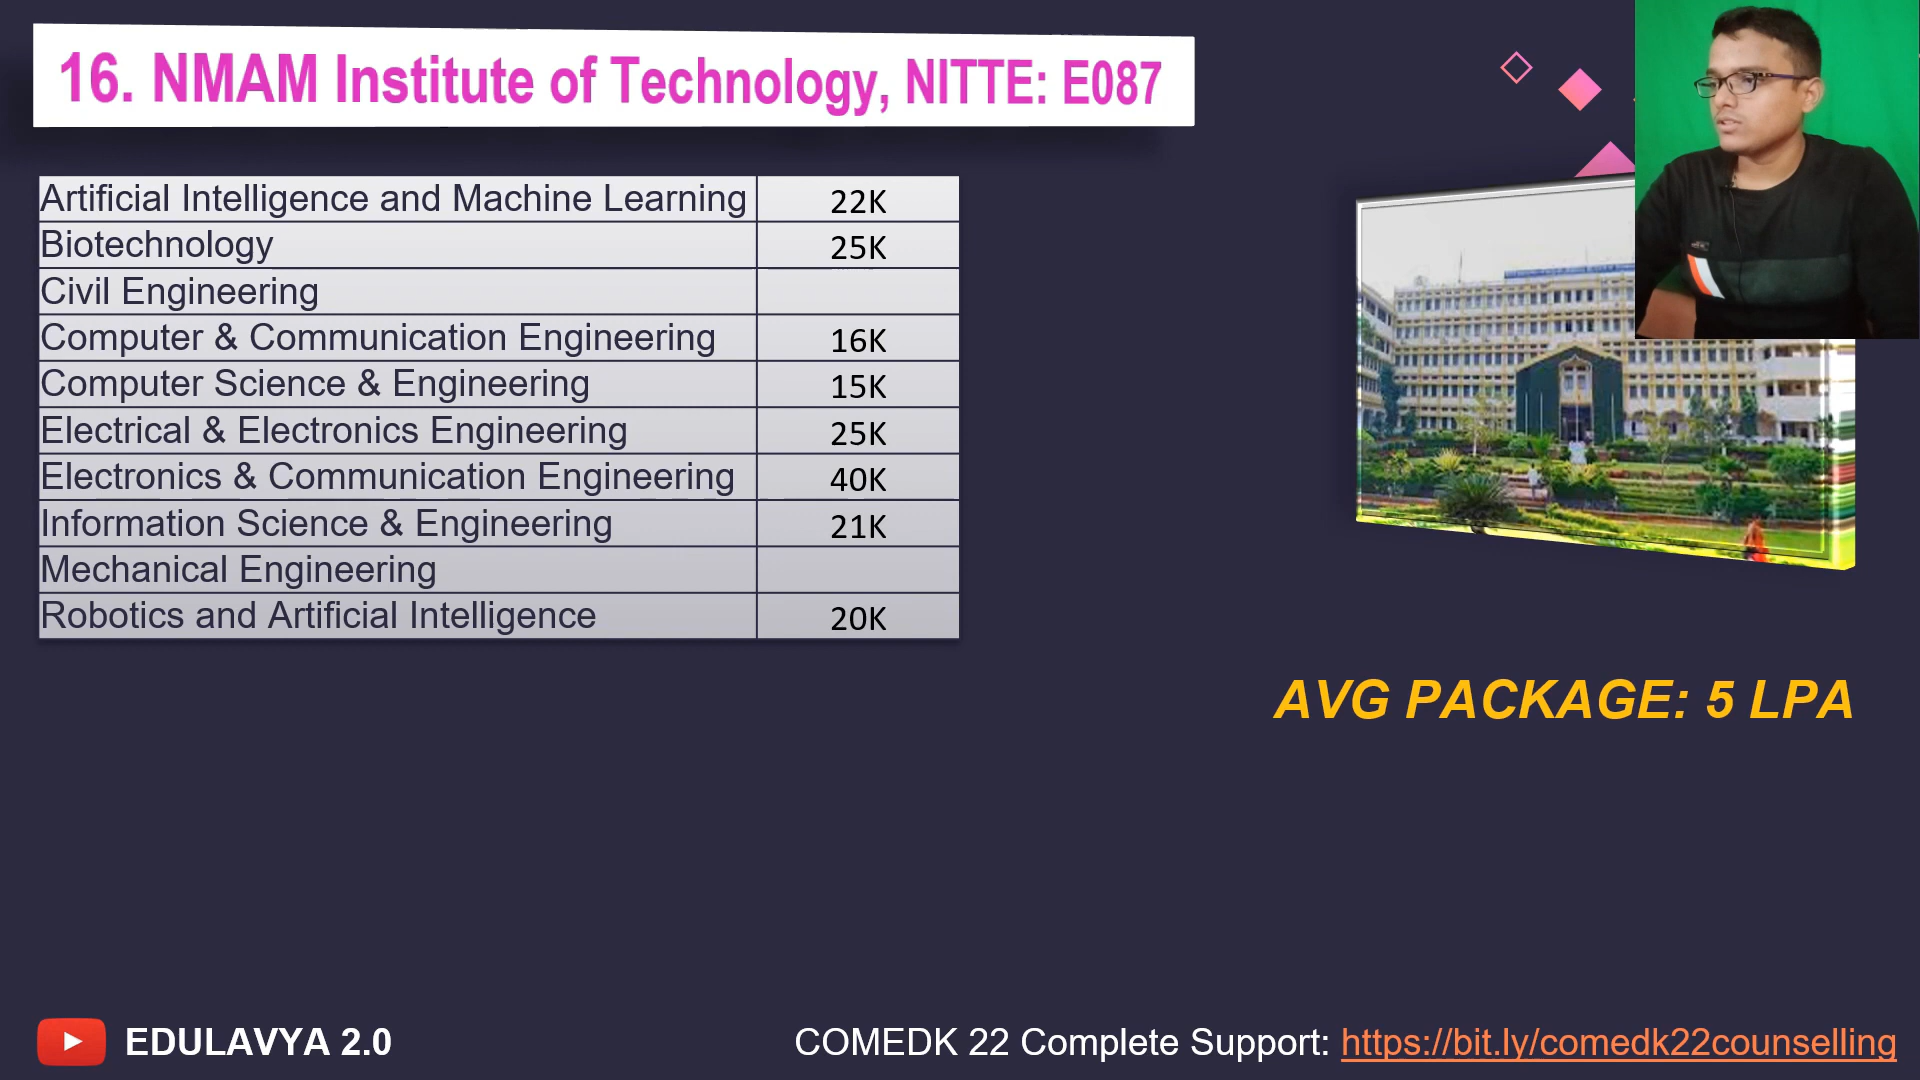 16. NMAM Institute of Technology, NITTE: E087
Artificial Intelligence and Machine Learning 22K
Biotechnology 25K
Civil Engineering
Computer & Communication Engineering 16K
Computer Science & Engineering 15K
Electrical & Electronics Engineering 25K
Electronics & Communication Engineering 40K
Information Science & Engineering 21K
Mechanical Engineering
Robotics and Artificial Intelligence 20K
AVG PACKAGE: 5 LPA
EDULAVYA 2.0
COMEDK 22 Complete Support: https://bit.ly/comedk22counselling